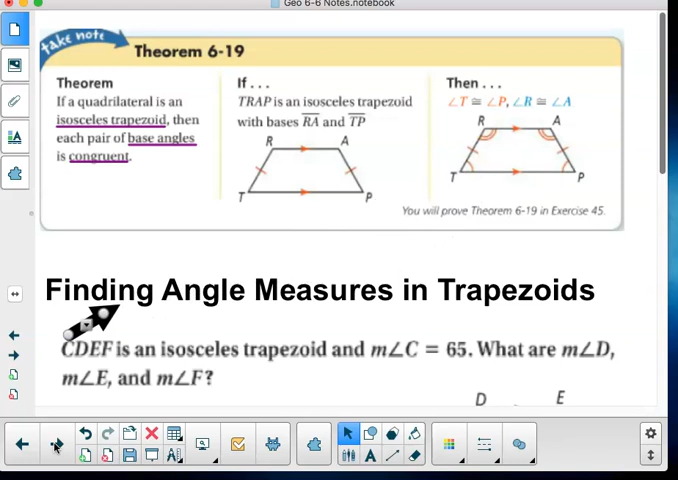 Geo 6-6 Notes.notebook
take note
Theorem 6-19
Theorem
If a quadrilateral is an
isosceles trapezoid, then
each pair of base angles
is congruent.
If . . .
TRAP is an isosceles trapezoid
with bases RA and TP
R A
T P
Then . . .
∠T ≅ ∠P, ∠R ≅ ∠A
R A
T P
You will prove Theorem 6-19 in Exercise 45.
Finding Angle Measures in Trapezoids
CDEF is an isosceles trapezoid and m∠C = 65. What are m∠D,
m∠E, and m∠F?
D E